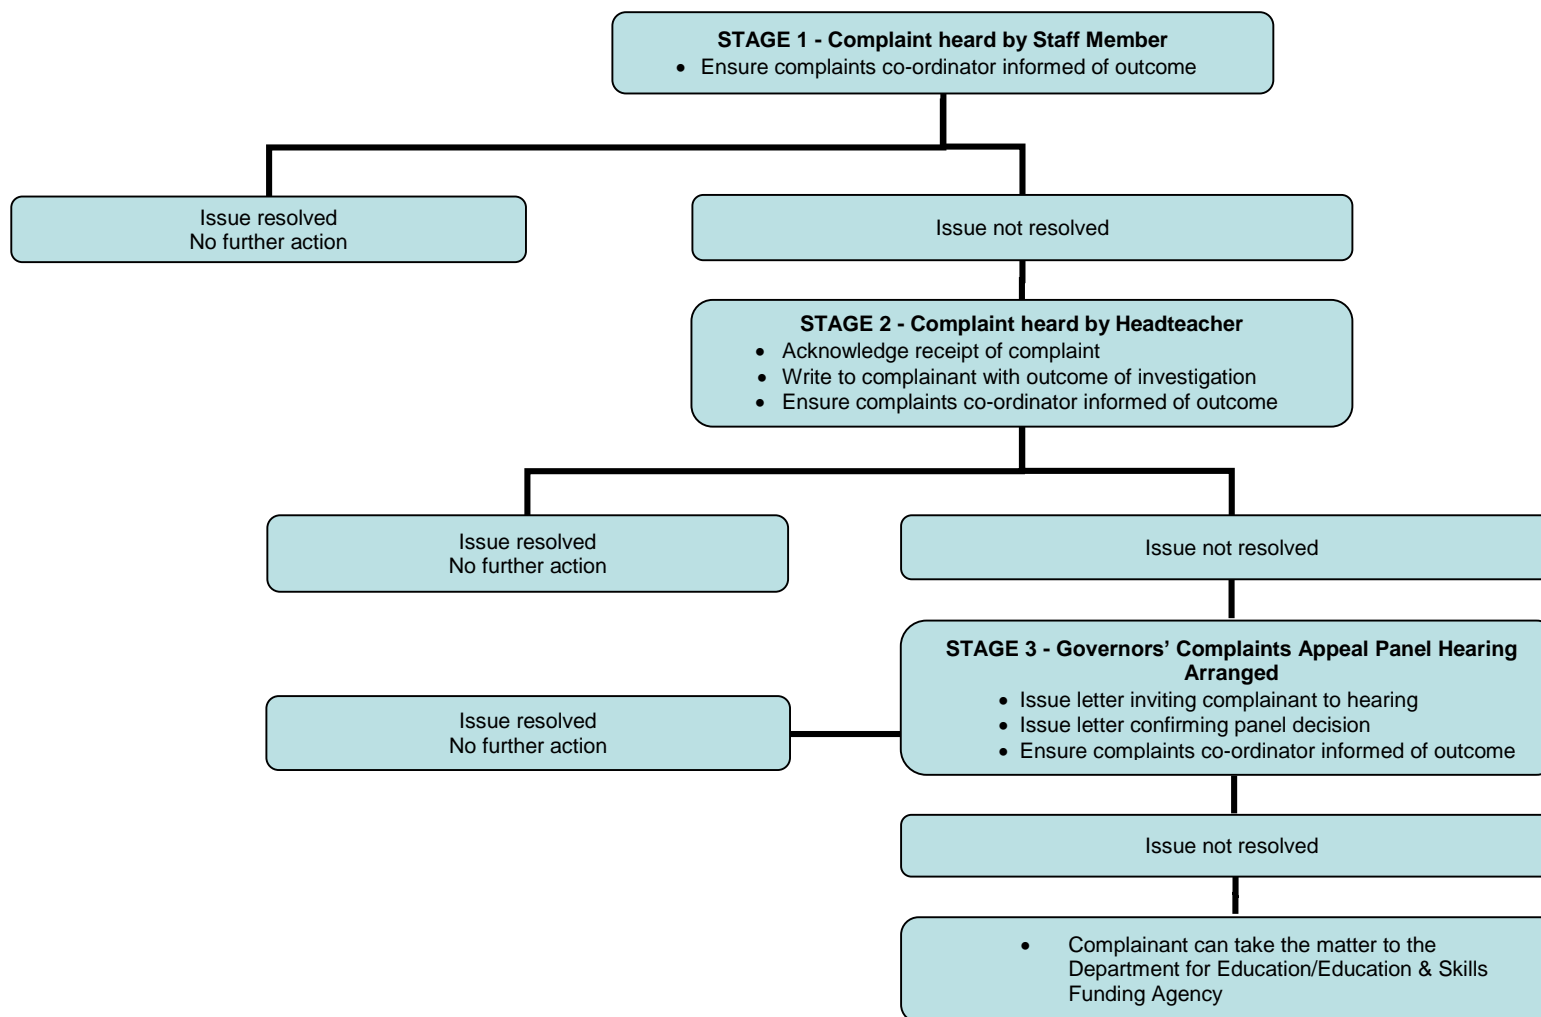 STAGE 1 - Complaint heard by Staff Member
• Ensure complaints co-ordinator informed of outcome
Issue resolved
No further action
Issue not resolved
STAGE 2 - Complaint heard by Headteacher
• Acknowledge receipt of complaint
• Write to complainant with outcome of investigation
• Ensure complaints co-ordinator informed of outcome
Issue resolved
No further action
Issue not resolved
STAGE 3 - Governors’ Complaints Appeal Panel Hearing
Arranged
• Issue letter inviting complainant to hearing
• Issue letter confirming panel decision
• Ensure complaints co-ordinator informed of outcome
Issue resolved
No further action
Issue not resolved
• Complainant can take the matter to the
Department for Education/Education & Skills
Funding Agency